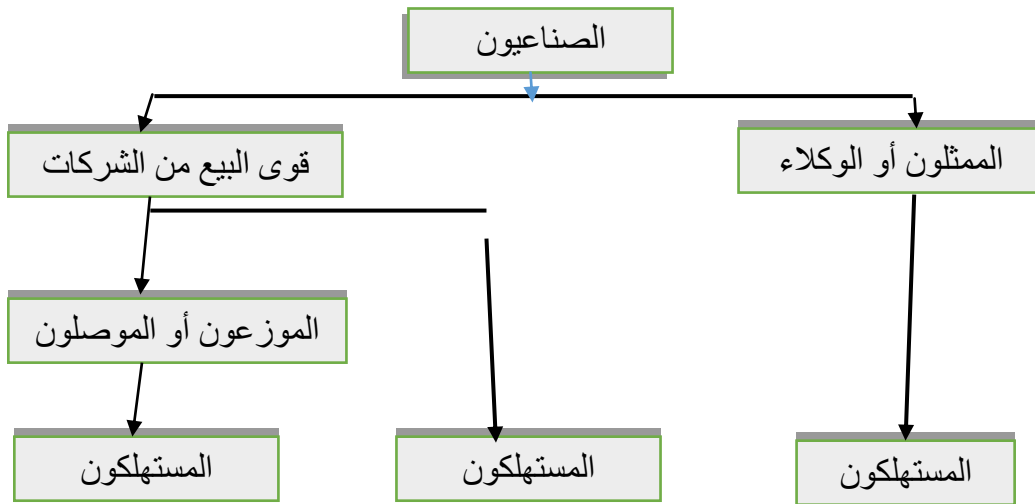 الصناعيون
الممثلون أو الوكلاء
قوى البيع من الشركات
الموزعون أو الموصلون
المستهلكون
المستهلكون
المستهلكون